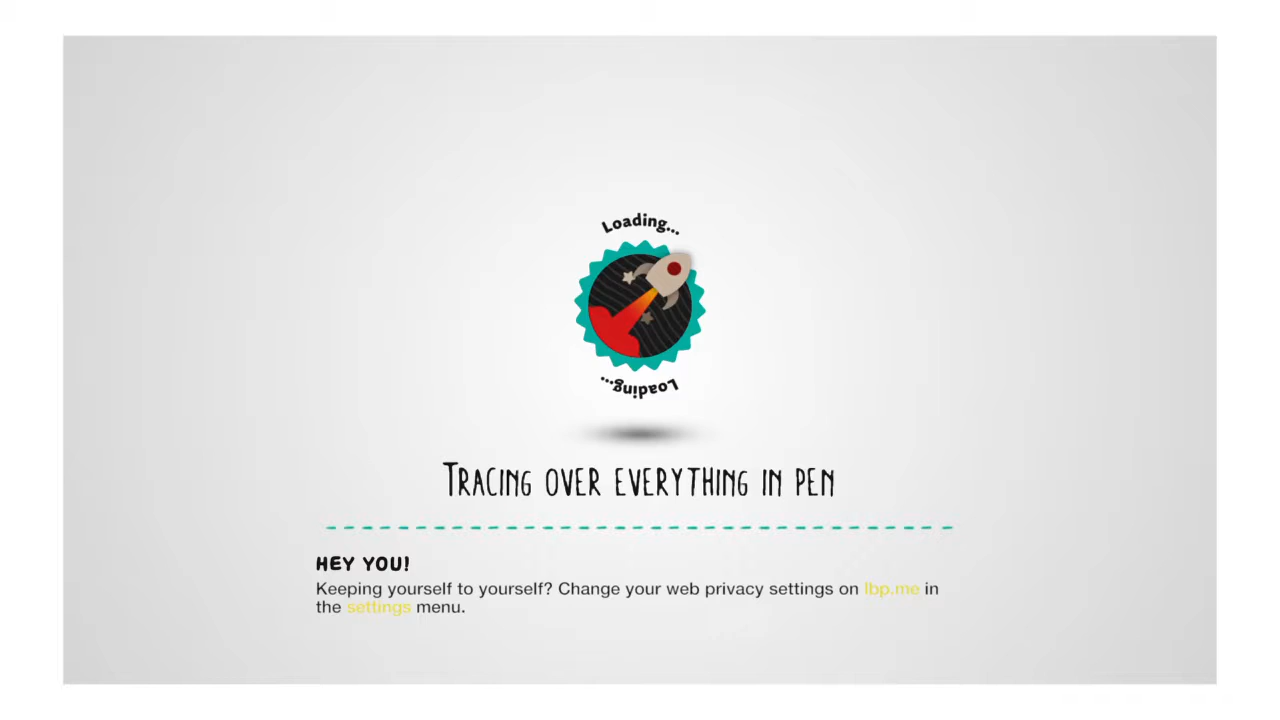 Loading...
Loading...
TRACING OVER EVERYTHING IN PEN
HEY YOU!
Keeping yourself to yourself? Change your web privacy settings on lbp.me in
the settings menu.